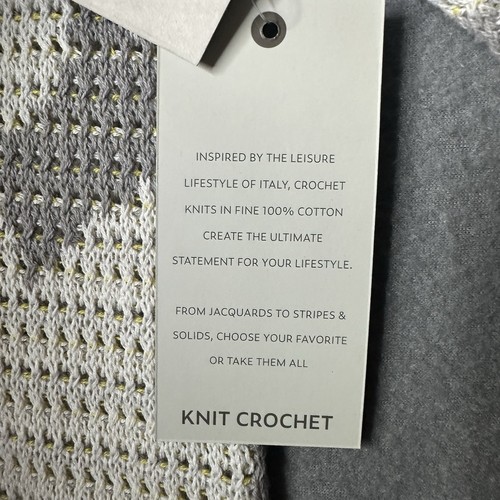 INSPIRED BY THE LEISURE
LIFESTYLE OF ITALY, CROCHET
KNITS IN FINE 100% COTTON
CREATE THE ULTIMATE
STATEMENT FOR YOUR LIFESTYLE.
FROM JACQUARDS TO STRIPES &
SOLIDS, CHOOSE YOUR FAVORITE
OR TAKE THEM ALL
KNIT CROCHET